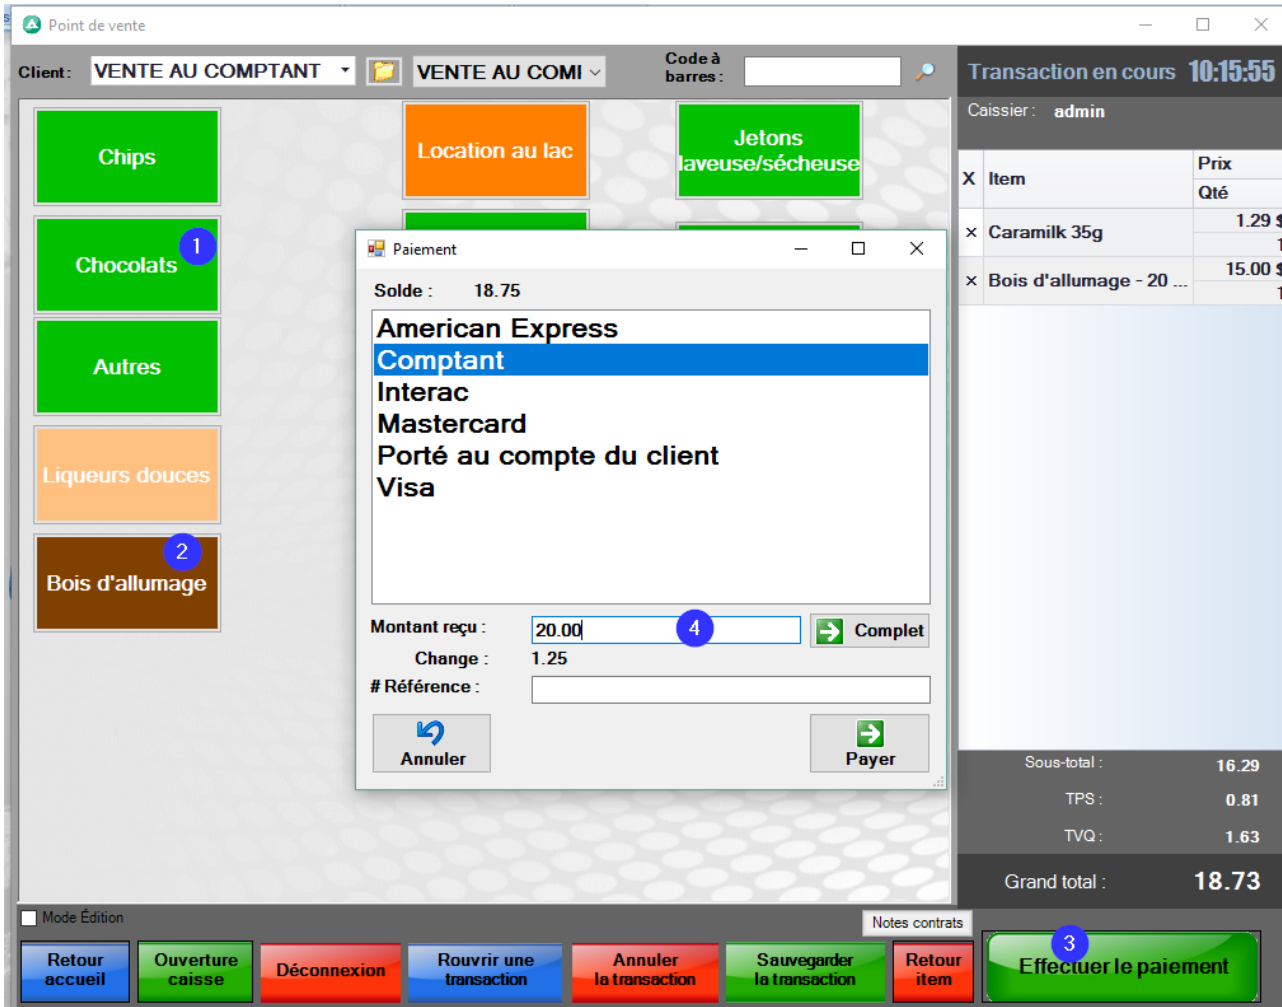 Point de vente
Client : VENTE AU COMPTANT VENTE AU COMI Code à barres :
Transaction en cours 10:15:55
Caissier : admin
Chips
Location au lac
Jetons
laveuse/sécheuse
X Item Prix
Qté
Chocolats 1
× Caramilk 35g 1.29 $
1
× Bois d'allumage - 20 ... 15.00 $
1
Autres
Liqueurs douces
2
Bois d'allumage
Paiement
Solde : 18.75
American Express
Comptant
Interac
Mastercard
Porté au compte du client
Visa
Montant reçu : 20.00 4 Complet
Change : 1.25
# Référence :
Annuler Payer
Sous-total : 16.29
TPS : 0.81
TVQ : 1.63
Grand total : 18.73
Mode Édition
Notes contrats
Retour
accueil
Ouverture
caisse
Déconnexion
Rouvrir une
transaction
Annuler
la transaction
Sauvegarder
la transaction
Retour
item
3
Effectuer le paiement